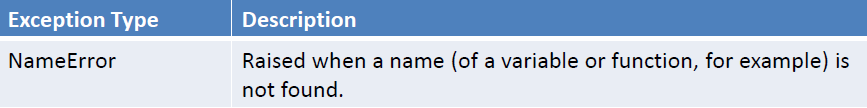 Exception Type Description
NameError Raised when a name (of a variable or function, for example) is
not found.